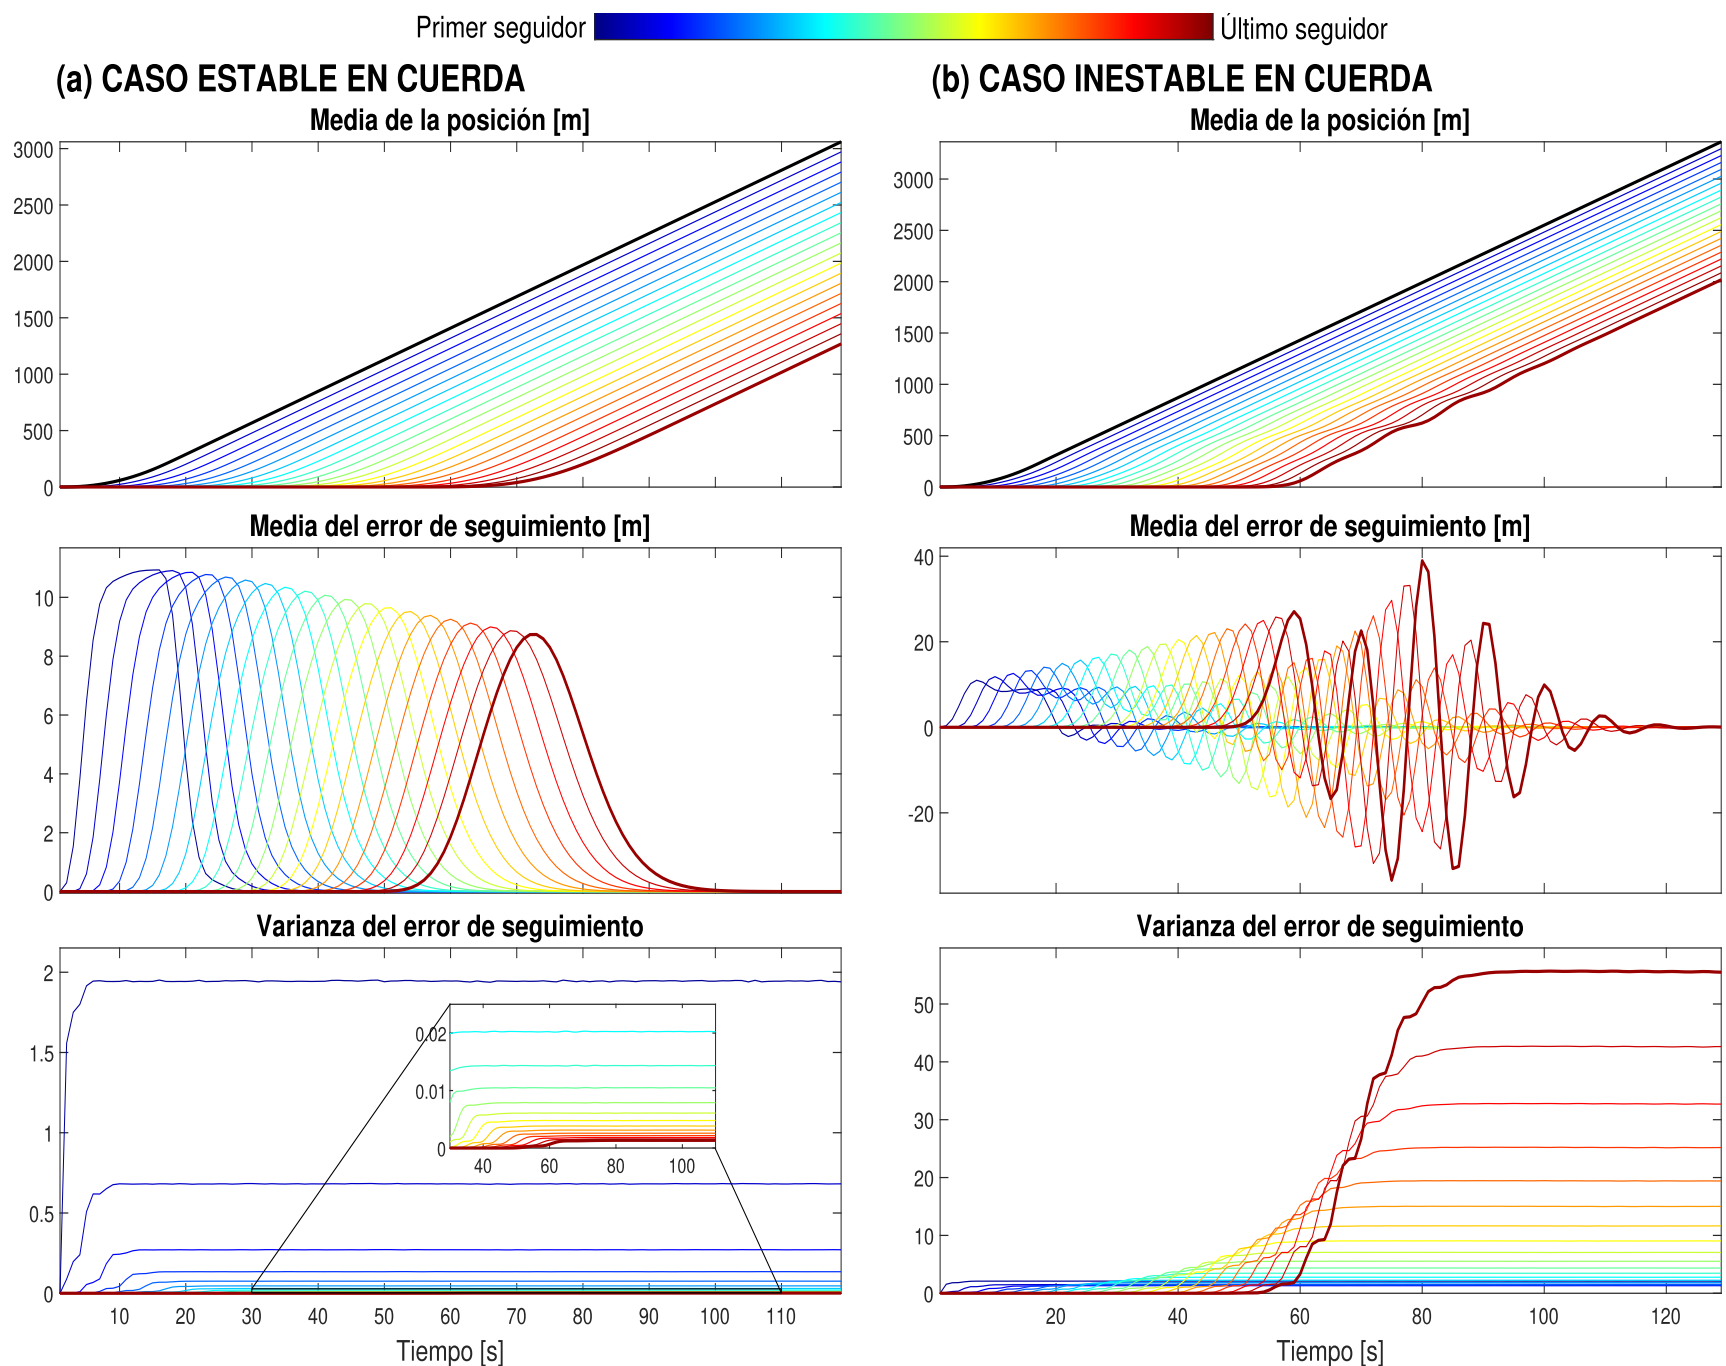 Primer seguidor
Último seguidor
(a) CASO ESTABLE EN CUERDA
Media de la posición [m]
3000
2500
2000
1500
1000
500
0
Media del error de seguimiento [m]
10
8
6
4
2
0
Varianza del error de seguimiento
2
1.5
1
0.5
0
0.02
0.01
0
40 60 80 100
10 20 30 40 50 60 70 80 90 100 110
Tiempo [s]
(b) CASO INESTABLE EN CUERDA
Media de la posición [m]
3000
2500
2000
1500
1000
500
0
Media del error de seguimiento [m]
40
20
0
-20
Varianza del error de seguimiento
50
40
30
20
10
0
20 40 60 80 100 120
Tiempo [s]